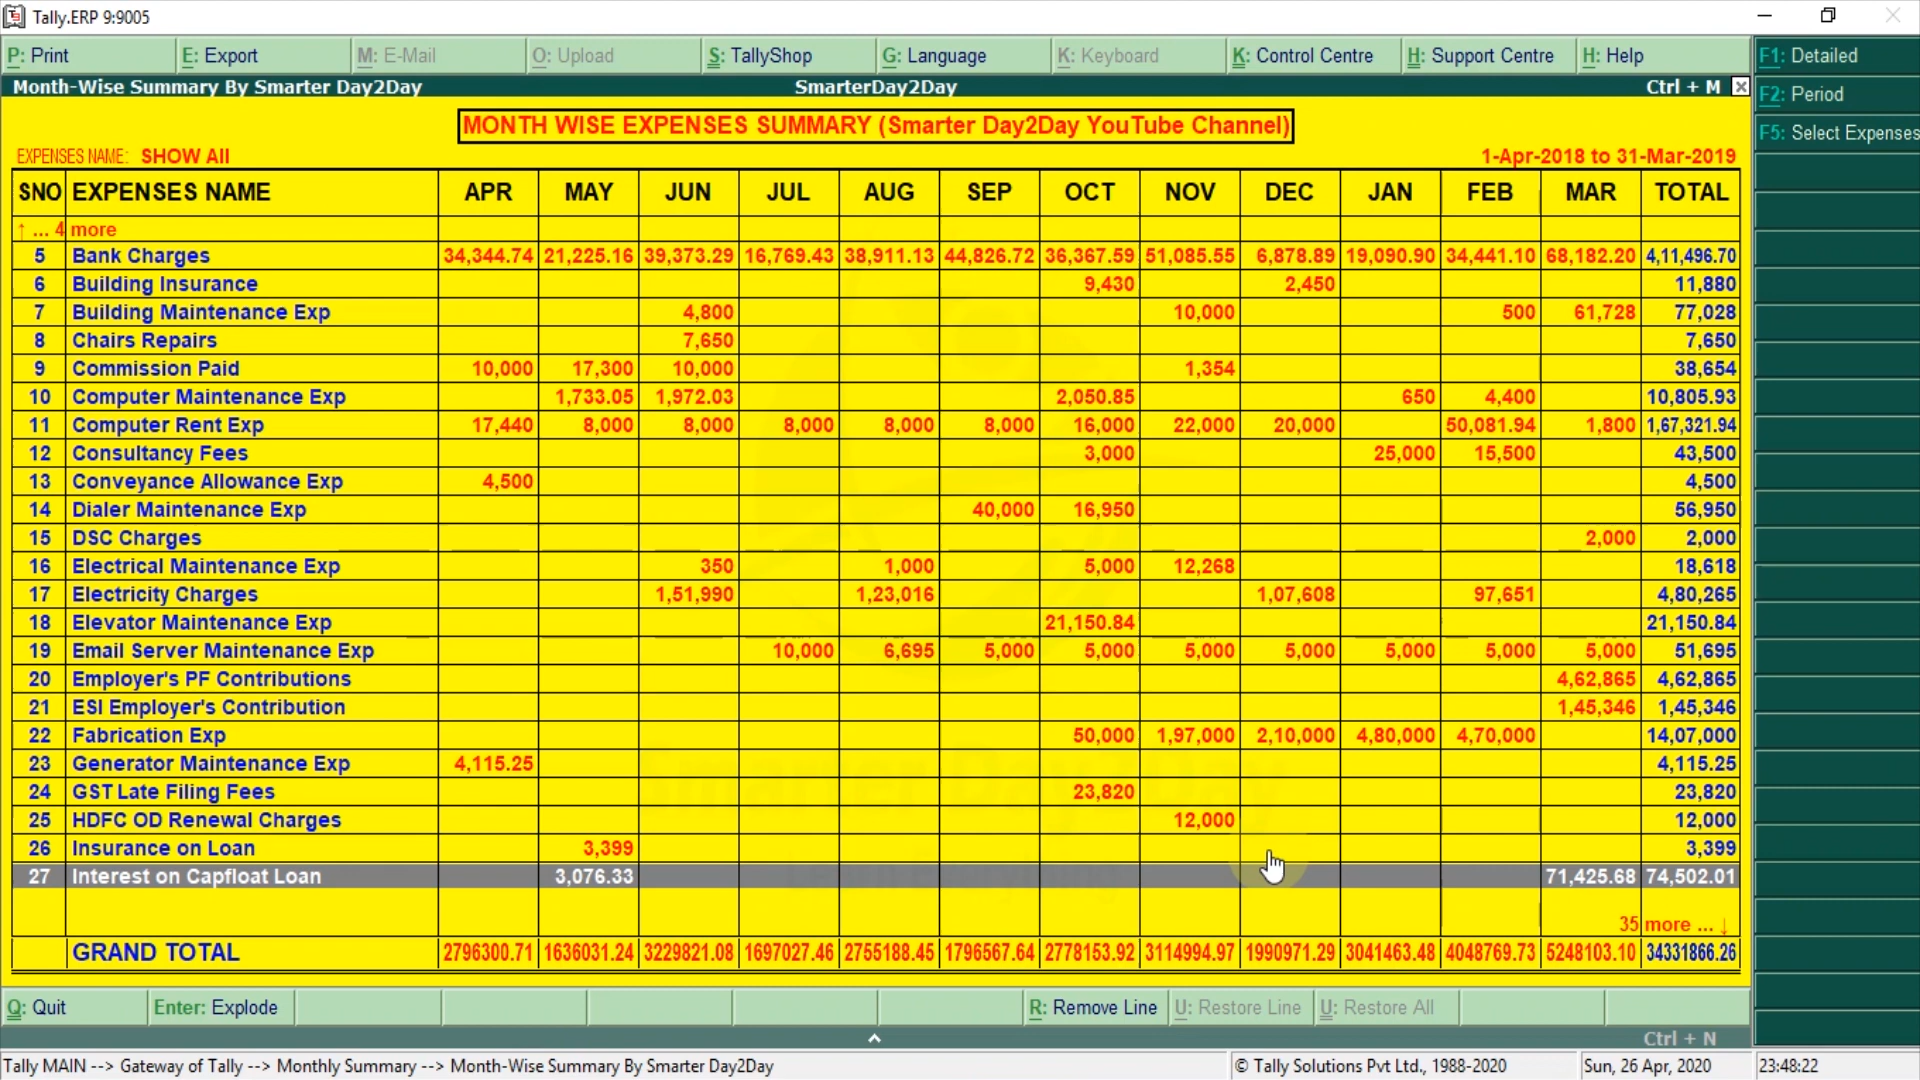 Tally.ERP 9:9005
P: Print E: Export M: E-Mail O: Upload S: TallyShop G: Language K: Keyboard K: Control Centre H: Support Centre H: Help F1: Detailed
Month-Wise Summary By Smarter Day2Day SmarterDay2Day Ctrl + M
F2: Period
MONTH WISE EXPENSES SUMMARY (Smarter Day2Day YouTube Channel)
F5: Select Expenses
EXPENSES NAME: SHOW All 1-Apr-2018 to 31-Mar-2019
SNO EXPENSES NAME APR MAY JUN JUL AUG SEP OCT NOV DEC JAN FEB MAR TOTAL
↑ ... 4 more
5 Bank Charges 34,344.74 21,225.16 39,373.29 16,769.43 38,911.13 44,826.72 36,367.59 51,085.55 6,878.89 19,090.90 34,441.10 68,182.20 4,11,496.70
6 Building Insurance 9,430 2,450 11,880
7 Building Maintenance Exp 4,800 10,000 500 61,728 77,028
8 Chairs Repairs 7,650 7,650
9 Commission Paid 10,000 17,300 10,000 1,354 38,654
10 Computer Maintenance Exp 1,733.05 1,972.03 2,050.85 650 4,400 10,805.93
11 Computer Rent Exp 17,440 8,000 8,000 8,000 8,000 8,000 16,000 22,000 20,000 50,081.94 1,800 1,67,321.94
12 Consultancy Fees 3,000 25,000 15,500 43,500
13 Conveyance Allowance Exp 4,500 4,500
14 Dialer Maintenance Exp 40,000 16,950 56,950
15 DSC Charges 2,000 2,000
16 Electrical Maintenance Exp 350 1,000 5,000 12,268 18,618
17 Electricity Charges 1,51,990 1,23,016 1,07,608 97,651 4,80,265
18 Elevator Maintenance Exp 21,150.84 21,150.84
19 Email Server Maintenance Exp 10,000 6,695 5,000 5,000 5,000 5,000 5,000 5,000 5,000 51,695
20 Employer's PF Contributions 4,62,865 4,62,865
21 ESI Employer's Contribution 1,45,346 1,45,346
22 Fabrication Exp 50,000 1,97,000 2,10,000 4,80,000 4,70,000 14,07,000
23 Generator Maintenance Exp 4,115.25 4,115.25
24 GST Late Filing Fees 23,820 23,820
25 HDFC OD Renewal Charges 12,000 12,000
26 Insurance on Loan 3,399 3,399
27 Interest on Capfloat Loan 3,076.33 71,425.68 74,502.01
35 more ... ↓
GRAND TOTAL 2796300.71 1636031.24 3229821.08 1697027.46 2755188.45 1796567.64 2778153.92 3114994.97 1990971.29 3041463.48 4048769.73 5248103.10 34331866.26
Q: Quit Enter: Explode R: Remove Line U: Restore Line U: Restore All
Ctrl + N
Tally MAIN --> Gateway of Tally --> Monthly Summary --> Month-Wise Summary By Smarter Day2Day © Tally Solutions Pvt Ltd., 1988-2020 Sun, 26 Apr, 2020 23:48:22